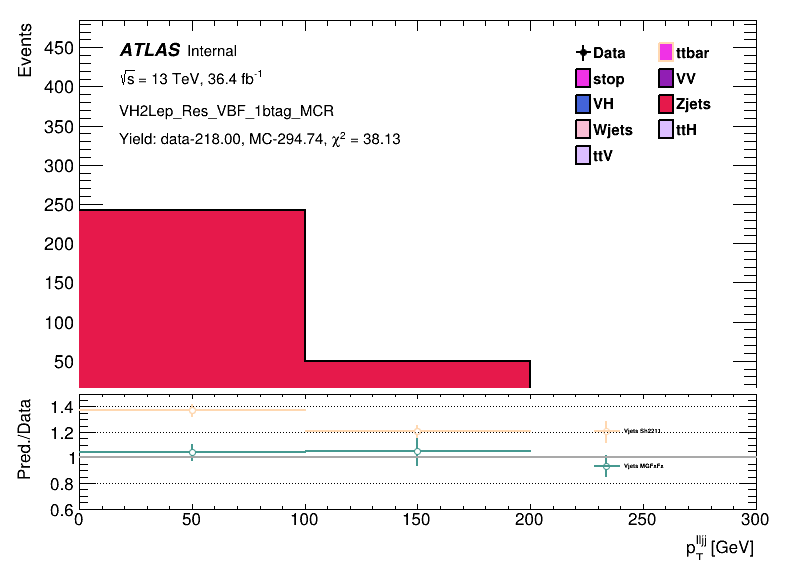 Events
ATLAS Internal
√s = 13 TeV, 36.4 fb⁻¹
VH2Lep_Res_VBF_1btag_MCR
Yield: data-218.00, MC-294.74, χ² = 38.13
Data
ttbar
stop
VV
VH
Zjets
Wjets
ttH
ttV
450
400
350
300
250
200
150
100
50
Pred./Data
1.4
1.2
1
0.8
0.6
Vjets Sh2211
Vjets MGFxFx
0 50 100 150 200 250 300
p_T^lljj [GeV]